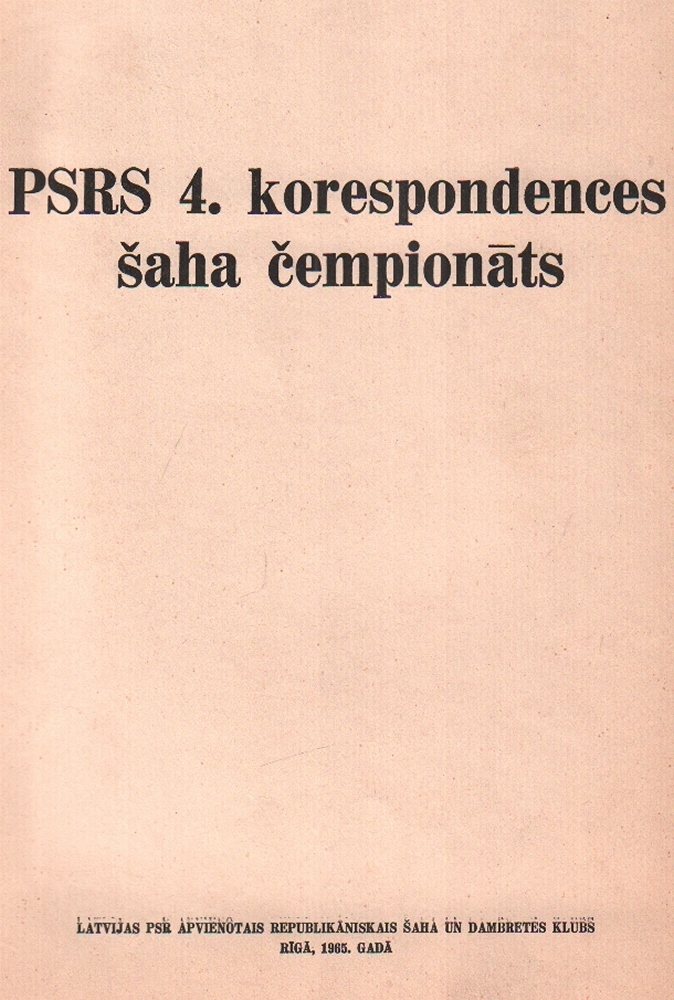 PSRS 4. korespondences
šaha čempionāts
LATVIJAS PSR APVIENOTAIS REPUBLIKĀNISKAIS ŠAHA UN DAMBRETES KLUBS
RĪGĀ, 1965. GADĀ